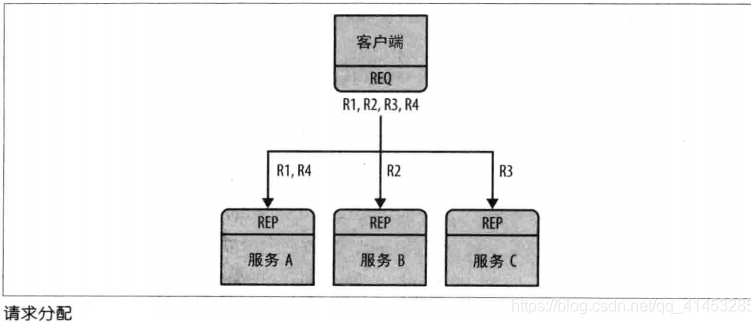 客户端
REQ
R1, R2, R3, R4
R1, R4
R2
R3
REP
REP
REP
服务 A
服务 B
服务 C
https://blog.csdn.net/qq_41453285
请求分配